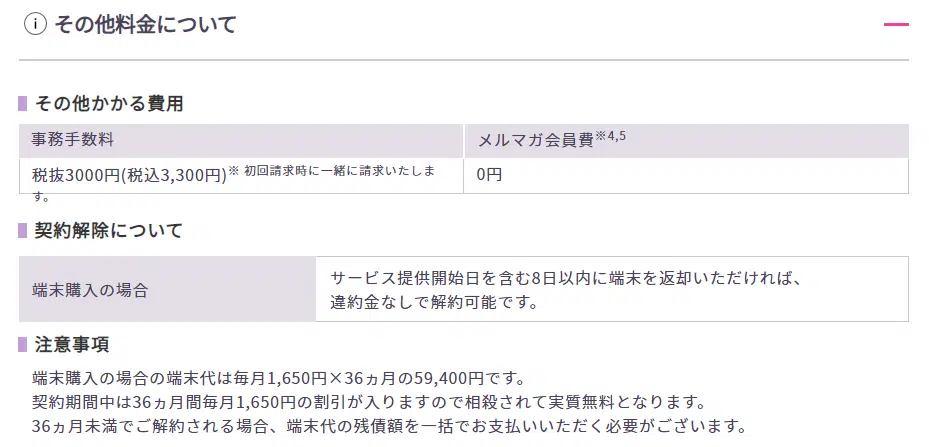 その他料金について
その他かかる費用
事務手数料
メルマガ会員費※4,5
税抜3000円(税込3,300円)※ 初回請求時に一緒に請求いたしま
す。
0円
契約解除について
端末購入の場合
サービス提供開始日を含む8日以内に端末を返却いただければ、
違約金なしで解約可能です。
注意事項
端末購入の場合の端末代は毎月1,650円×36ヵ月の59,400円です。
契約期間中は36ヵ月間毎月1,650円の割引が入りますので相殺されて実質無料となります。
36ヵ月未満でご解約される場合、端末代の残債額を一括でお支払いいただく必要がございます。